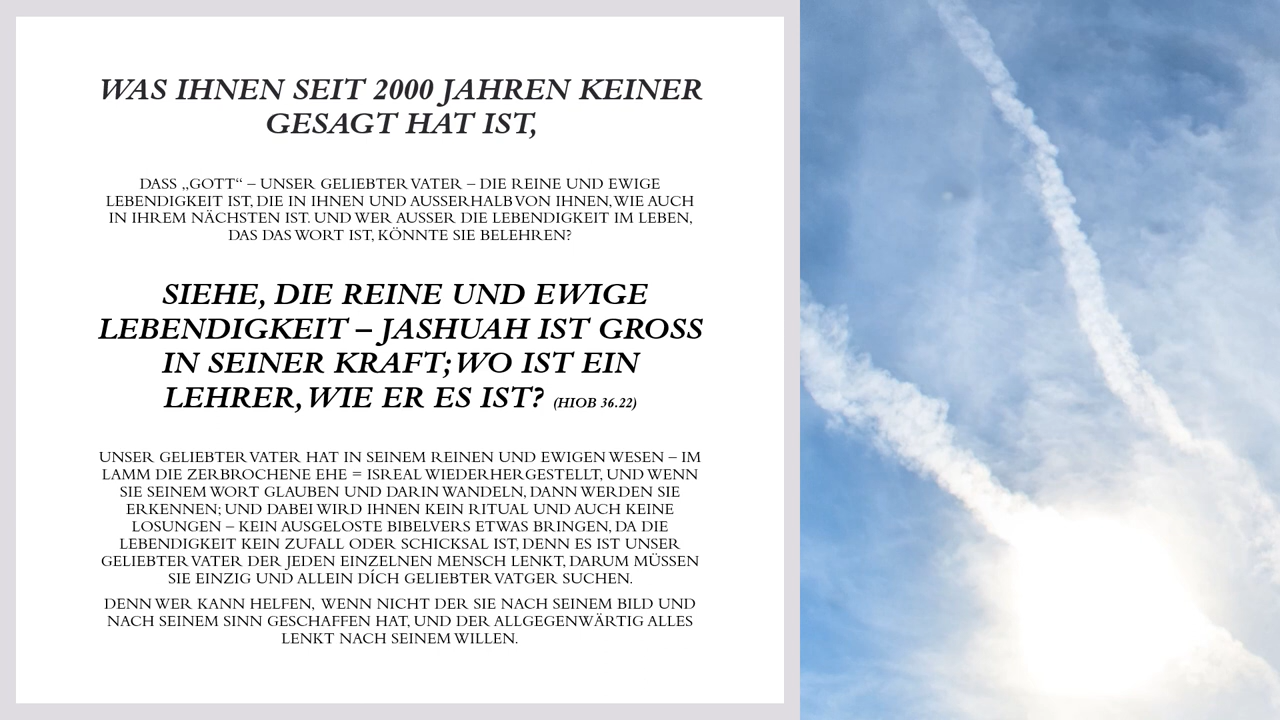 WAS IHNEN SEIT 2000 JAHREN KEINER
GESAGT HAT IST,
DASS „GOTT“ – UNSER GELIEBTER VATER – DIE REINE UND EWIGE
LEBENDIGKEIT IST, DIE IN IHNEN UND AUSSERHALB VON IHNEN, WIE AUCH
IN IHREM NÄCHSTEN IST. UND WER AUSSER DIE LEBENDIGKEIT IM LEBEN,
DAS DAS WORT IST, KÖNNTE SIE BELEHREN?
SIEHE, DIE REINE UND EWIGE
LEBENDIGKEIT – JASHUAH IST GROSS
IN SEINER KRAFT; WO IST EIN
LEHRER, WIE ER ES IST? (HIOB 36.22)
UNSER GELIEBTER VATER HAT IN SEINEM REINEN UND EWIGEN WESEN – IM
LAMM DIE ZERBROCHENE EHE = ISREAL WIEDERHERGESTELLT, UND WENN
SIE SEINEM WORT GLAUBEN UND DARIN WANDELN, DANN WERDEN SIE
ERKENNEN; UND DABEI WIRD IHNEN KEIN RITUAL UND AUCH KEINE
LOSUNGEN – KEIN AUSGELOSTE BIBELVERS ETWAS BRINGEN, DA DIE
LEBENDIGKEIT KEIN ZUFALL ODER SCHICKSAL IST, DENN ES IST UNSER
GELIEBTER VATER DER JEDEN EINZELNEN MENSCH LENKT, DARUM MÜSSEN
SIE EINZIG UND ALLEIN DÍCH GELIEBTER VATGER SUCHEN.
DENN WER KANN HELFEN, WENN NICHT DER SIE NACH SEINEM BILD UND
NACH SEINEM SINN GESCHAFFEN HAT, UND DER ALLGEGENWÄRTIG ALLES
LENKT NACH SEINEM WILLEN.